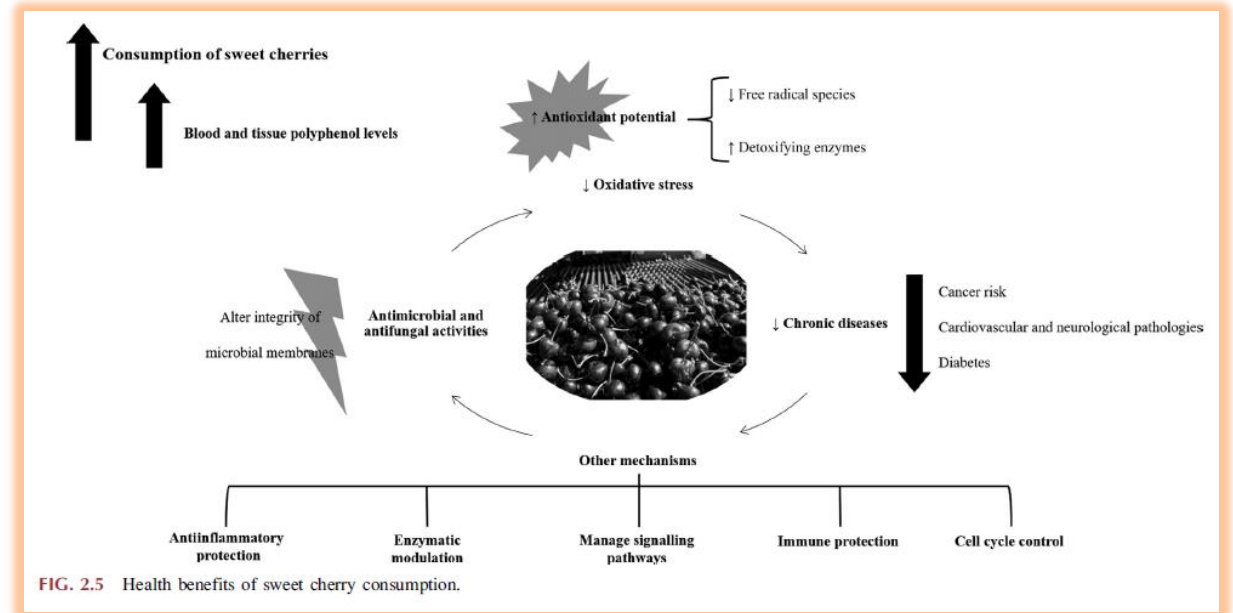 Consumption of sweet cherries
Blood and tissue polyphenol levels
↑ Antioxidant potential
↓ Free radical species
↑ Detoxifying enzymes
↓ Oxidative stress
Alter integrity of
microbial membranes
Antimicrobial and
antifungal activities
↓ Chronic diseases
Cancer risk
Cardiovascular and neurological pathologies
Diabetes
Other mechanisms
Antiinflammatory
protection
Enzymatic
modulation
Manage signalling
pathways
Immune protection
Cell cycle control
FIG. 2.5 Health benefits of sweet cherry consumption.